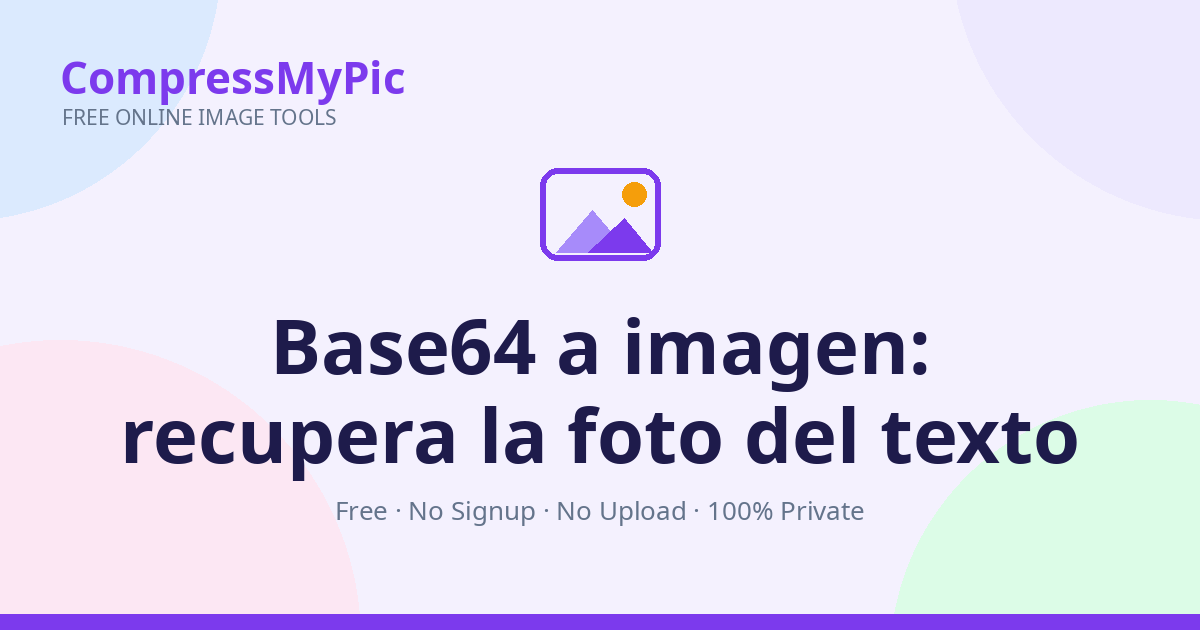 CompressMyPic
FREE ONLINE IMAGE TOOLS
Base64 a imagen:
recupera la foto del texto
Free · No Signup · No Upload · 100% Private